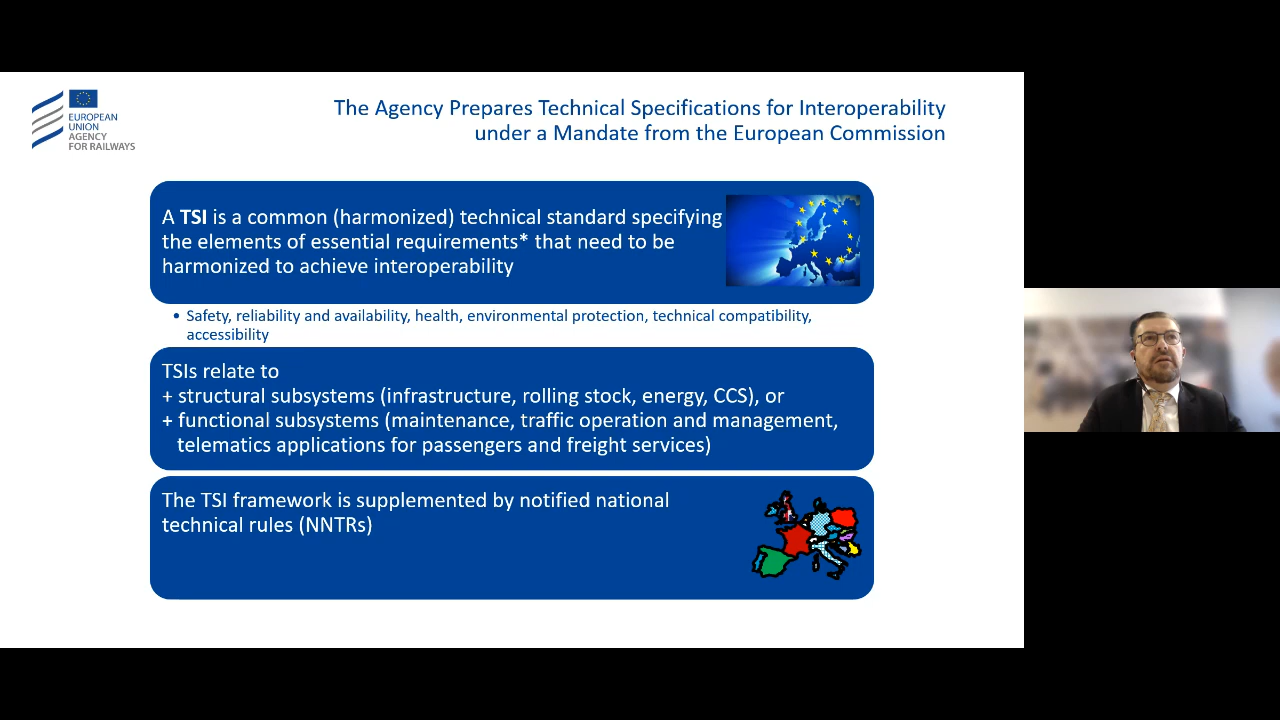 EUROPEAN
UNION
AGENCY
FOR RAILWAYS
The Agency Prepares Technical Specifications for Interoperability
under a Mandate from the European Commission
A TSI is a common (harmonized) technical standard specifying
the elements of essential requirements* that need to be
harmonized to achieve interoperability
• Safety, reliability and availability, health, environmental protection, technical compatibility,
accessibility
TSIs relate to
+ structural subsystems (infrastructure, rolling stock, energy, CCS), or
+ functional subsystems (maintenance, traffic operation and management,
telematics applications for passengers and freight services)
The TSI framework is supplemented by notified national
technical rules (NNTRs)